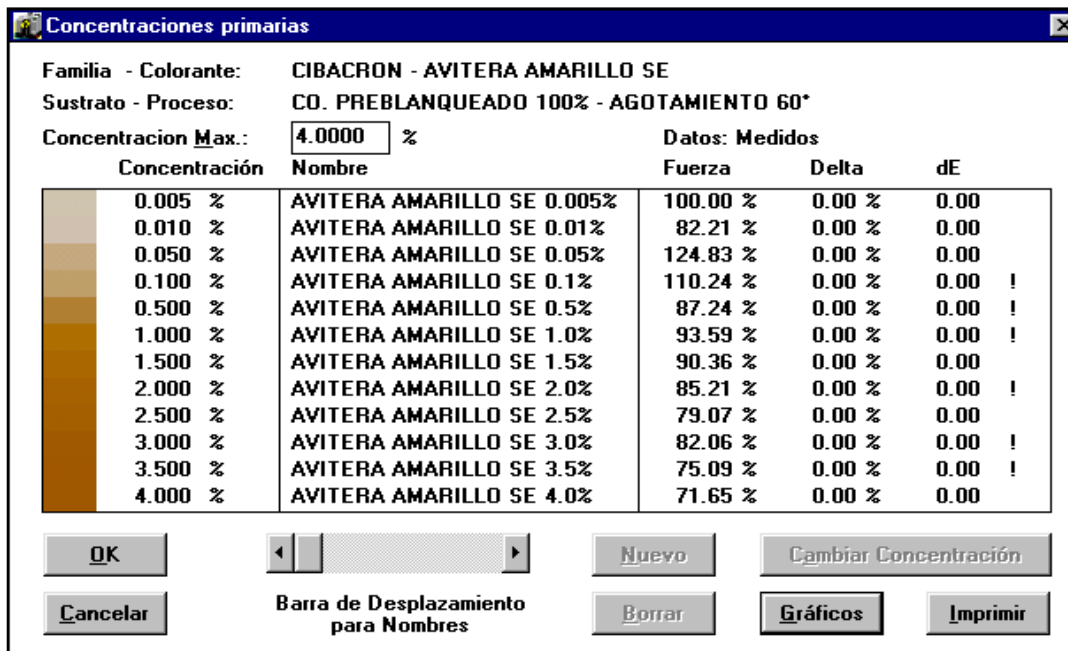 Concentraciones primarias
Familia - Colorante: CIBACRON - AVITERA AMARILLO SE
Sustrato - Proceso: CO. PREBLANQUEADO 100% - AGOTAMIENTO 60°
Concentracion Max.: 4.0000 % Datos: Medidos
Concentración Nombre Fuerza Delta dE
0.005 % AVITERA AMARILLO SE 0.005% 100.00 % 0.00 % 0.00
0.010 % AVITERA AMARILLO SE 0.01% 82.21 % 0.00 % 0.00
0.050 % AVITERA AMARILLO SE 0.05% 124.83 % 0.00 % 0.00
0.100 % AVITERA AMARILLO SE 0.1% 110.24 % 0.00 % 0.00 !
0.500 % AVITERA AMARILLO SE 0.5% 87.24 % 0.00 % 0.00 !
1.000 % AVITERA AMARILLO SE 1.0% 93.59 % 0.00 % 0.00 !
1.500 % AVITERA AMARILLO SE 1.5% 90.36 % 0.00 % 0.00
2.000 % AVITERA AMARILLO SE 2.0% 85.21 % 0.00 % 0.00 !
2.500 % AVITERA AMARILLO SE 2.5% 79.07 % 0.00 % 0.00
3.000 % AVITERA AMARILLO SE 3.0% 82.06 % 0.00 % 0.00 !
3.500 % AVITERA AMARILLO SE 3.5% 75.09 % 0.00 % 0.00 !
4.000 % AVITERA AMARILLO SE 4.0% 71.65 % 0.00 % 0.00
OK Nuevo Cambiar Concentración
Cancelar Barra de Desplazamiento Borrar Gráficos Imprimir
para Nombres